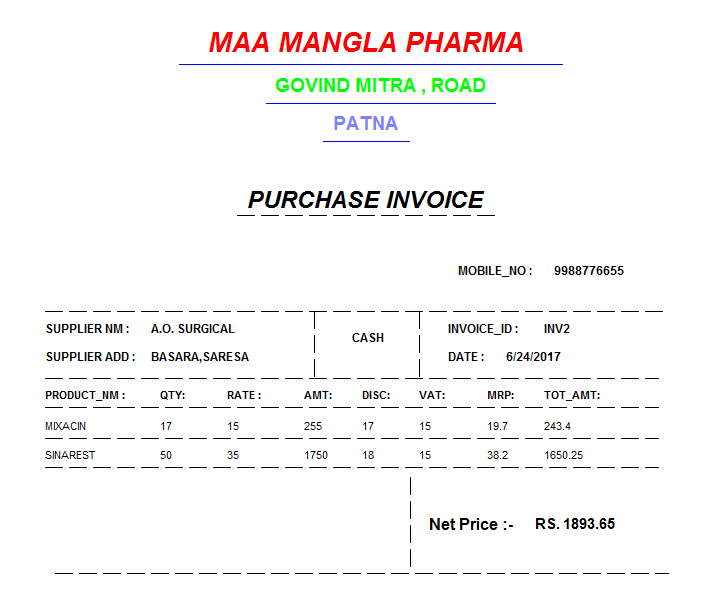 MAA MANGLA PHARMA
GOVIND MITRA , ROAD
PATNA
PURCHASE INVOICE
MOBILE_NO : 9988776655
SUPPLIER NM : A.O. SURGICAL CASH INVOICE_ID : INV2
SUPPLIER ADD : BASARA,SARESA DATE : 6/24/2017
PRODUCT_NM : QTY: RATE : AMT: DISC: VAT: MRP: TOT_AMT:
MIXACIN 17 15 255 17 15 19.7 243.4
SINAREST 50 35 1750 18 15 38.2 1650.25
Net Price :- RS. 1893.65